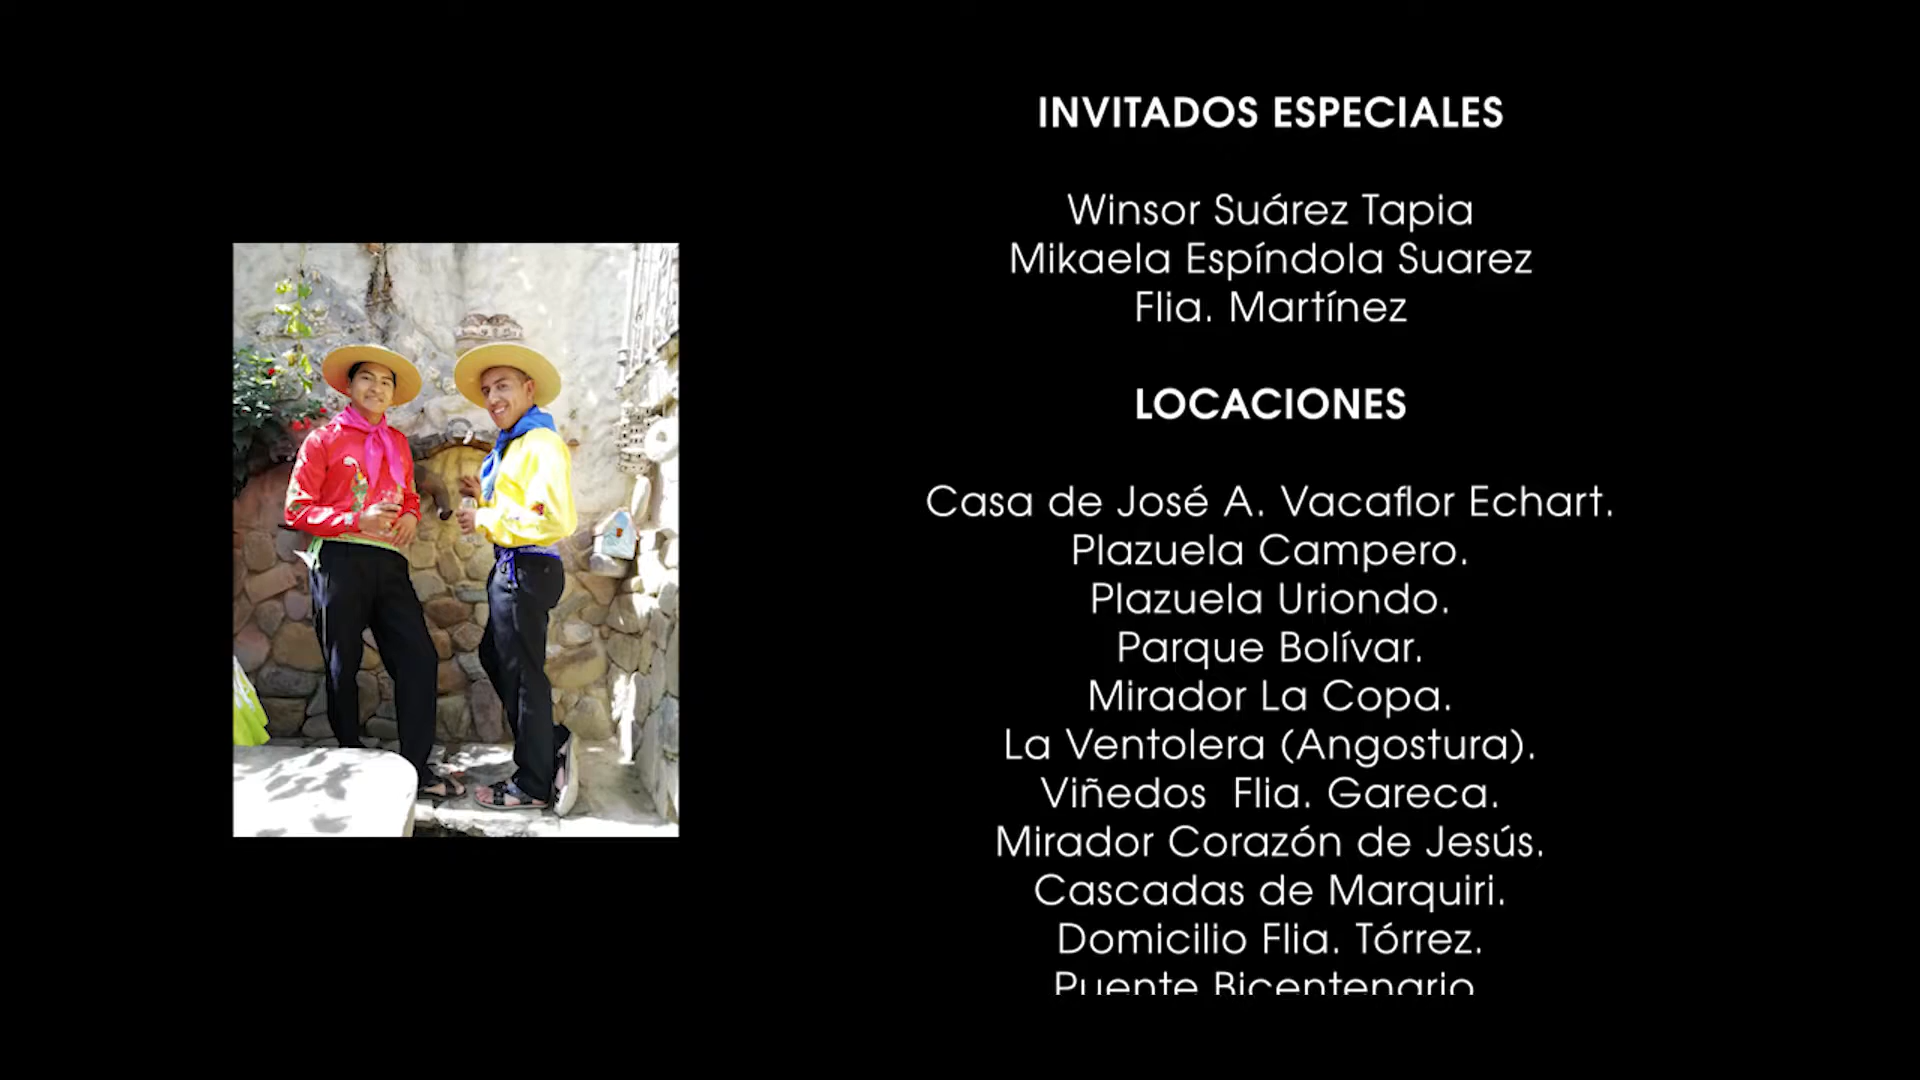 INVITADOS ESPECIALES
Winsor Suárez Tapia
Mikaela Espíndola Suarez
Flia. Martínez
LOCACIONES
Casa de José A. Vacaflor Echart.
Plazuela Campero.
Plazuela Uriondo.
Parque Bolívar.
Mirador La Copa.
La Ventolera (Angostura).
Viñedos  Flia. Gareca.
Mirador Corazón de Jesús.
Cascadas de Marquiri.
Domicilio Flia. Tórrez.
Puente Bicentenario